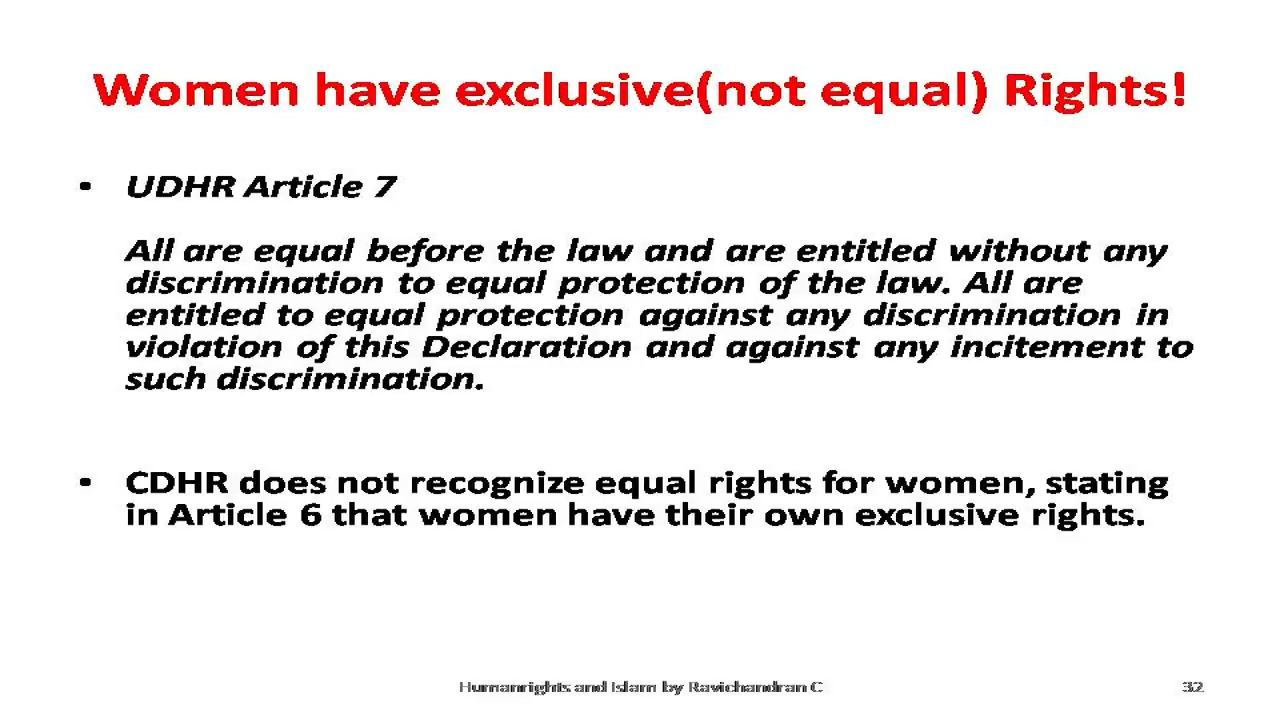 Women have exclusive(not equal) Rights!
• UDHR Article 7
All are equal before the law and are entitled without any
discrimination to equal protection of the law. All are
entitled to equal protection against any discrimination in
violation of this Declaration and against any incitement to
such discrimination.
• CDHR does not recognize equal rights for women, stating
in Article 6 that women have their own exclusive rights.
Humanrights and Islam by Ravichandran C
32